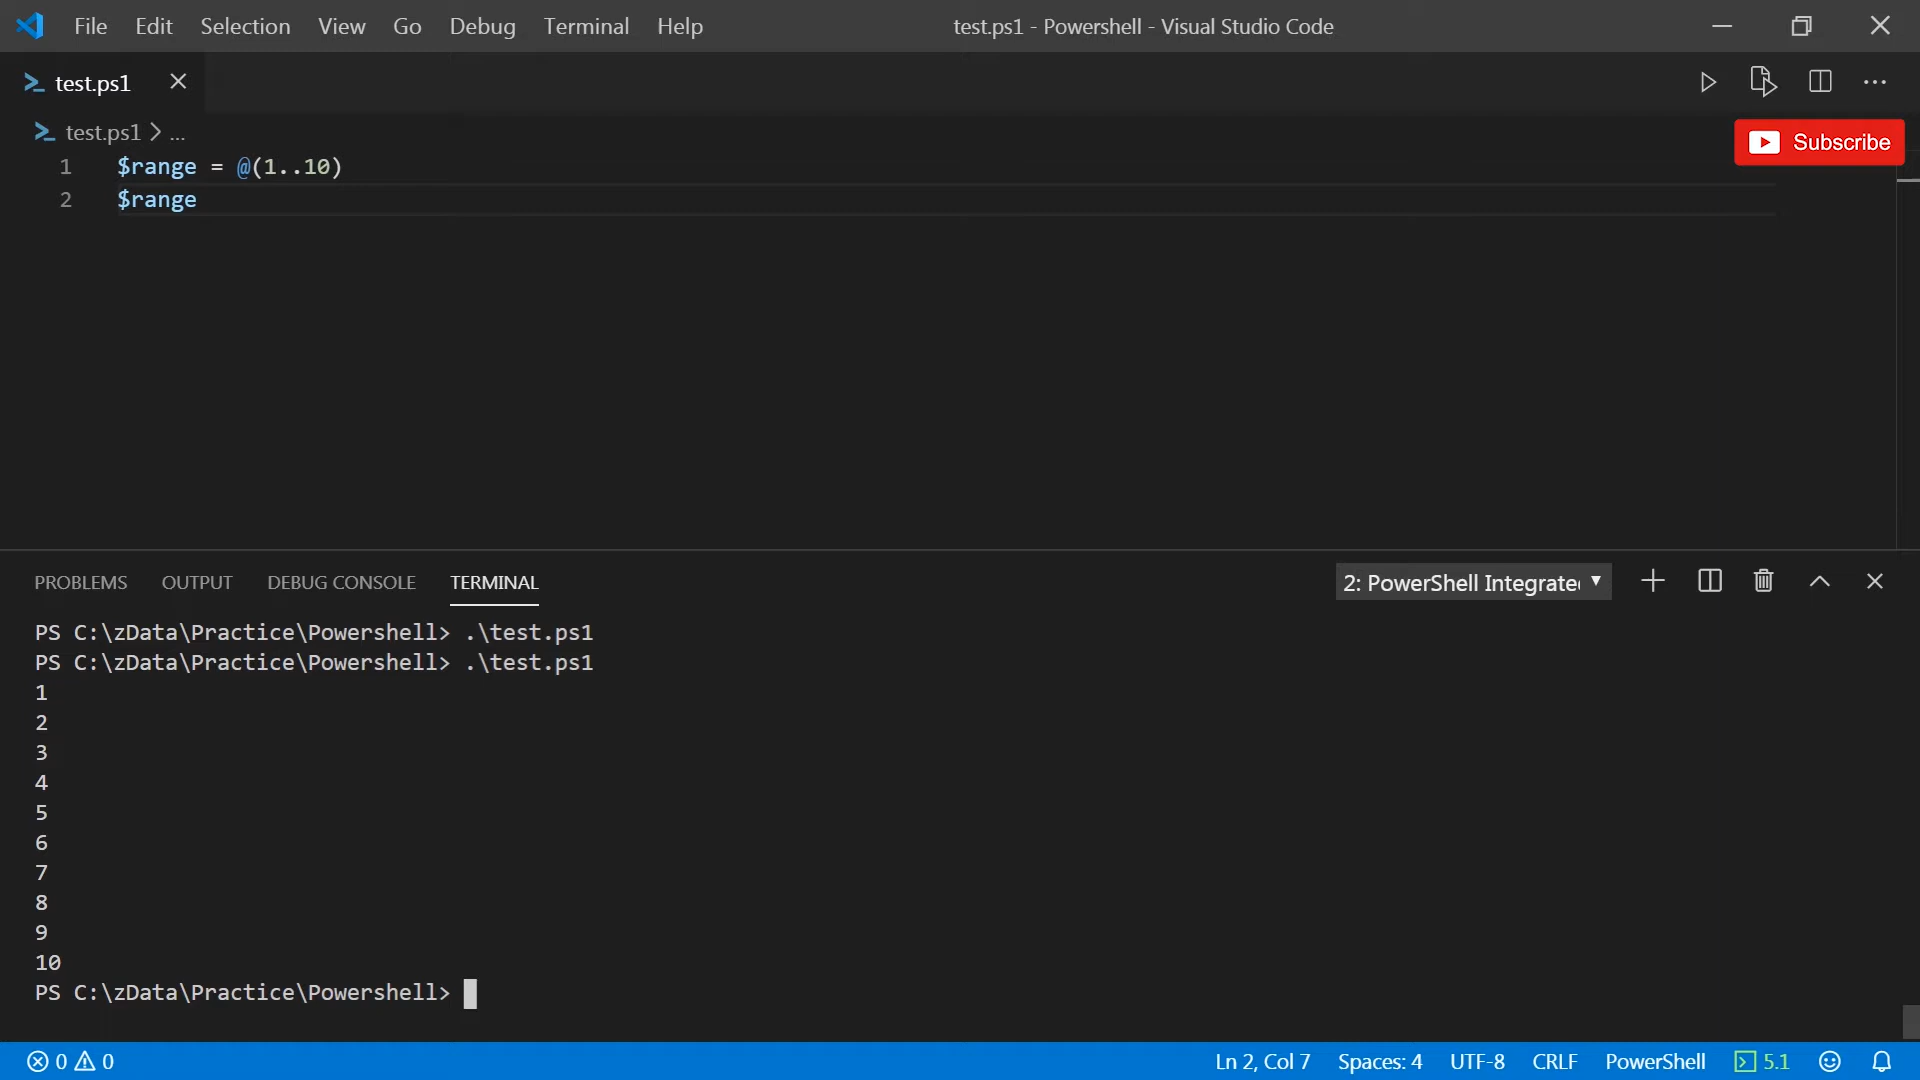 File Edit Selection View Go Debug Terminal Help test.ps1 - Powershell - Visual Studio Code
test.ps1
test.ps1 > ...
Subscribe
1 $range = @(1..10)
2 $range
PROBLEMS OUTPUT DEBUG CONSOLE TERMINAL 2: PowerShell Integrate
PS C:\zData\Practice\Powershell> .\test.ps1
PS C:\zData\Practice\Powershell> .\test.ps1
1
2
3
4
5
6
7
8
9
10
PS C:\zData\Practice\Powershell>
0 0 Ln 2, Col 7 Spaces: 4 UTF-8 CRLF PowerShell 5.1